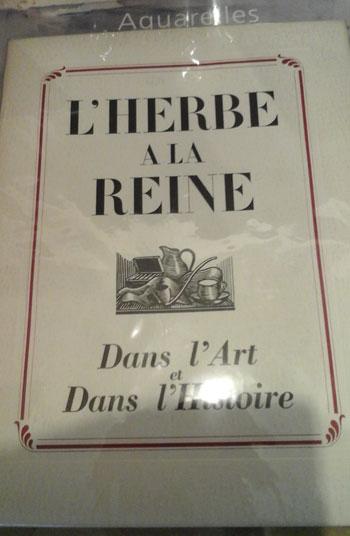 Aquarelles
L'HERBE
A LA
REINE
Dans l'Art
et
Dans l'Histoire